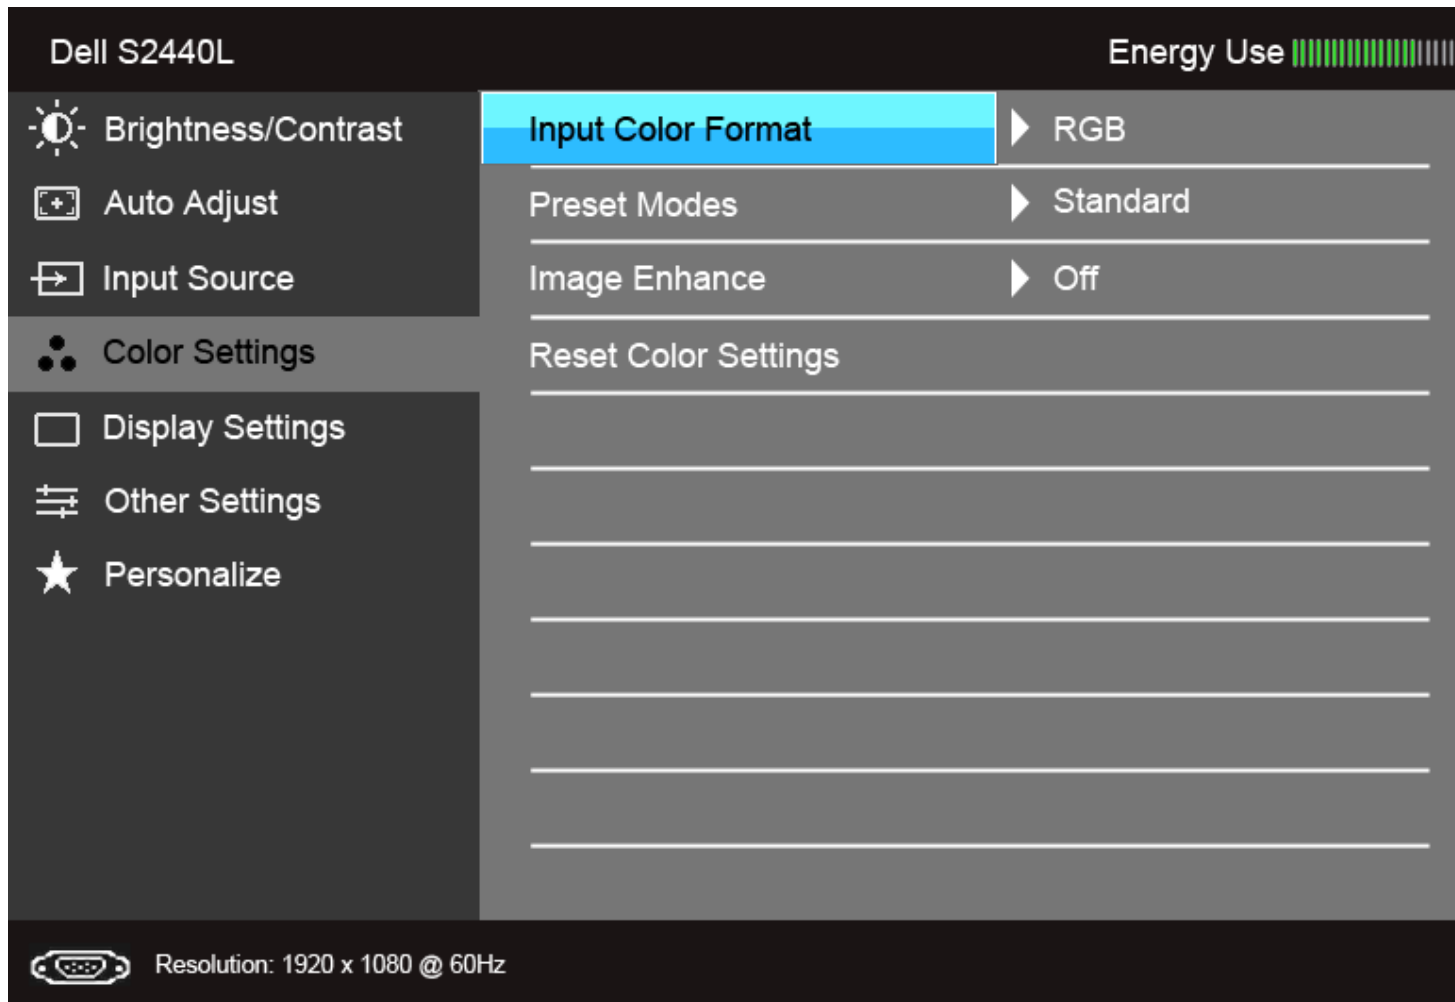 Dell S2440L
Energy Use
Brightness/Contrast
Auto Adjust
Input Source
Color Settings
Display Settings
Other Settings
Personalize
Input Color Format
RGB
Preset Modes
Standard
Image Enhance
Off
Reset Color Settings
Resolution: 1920 x 1080 @ 60Hz